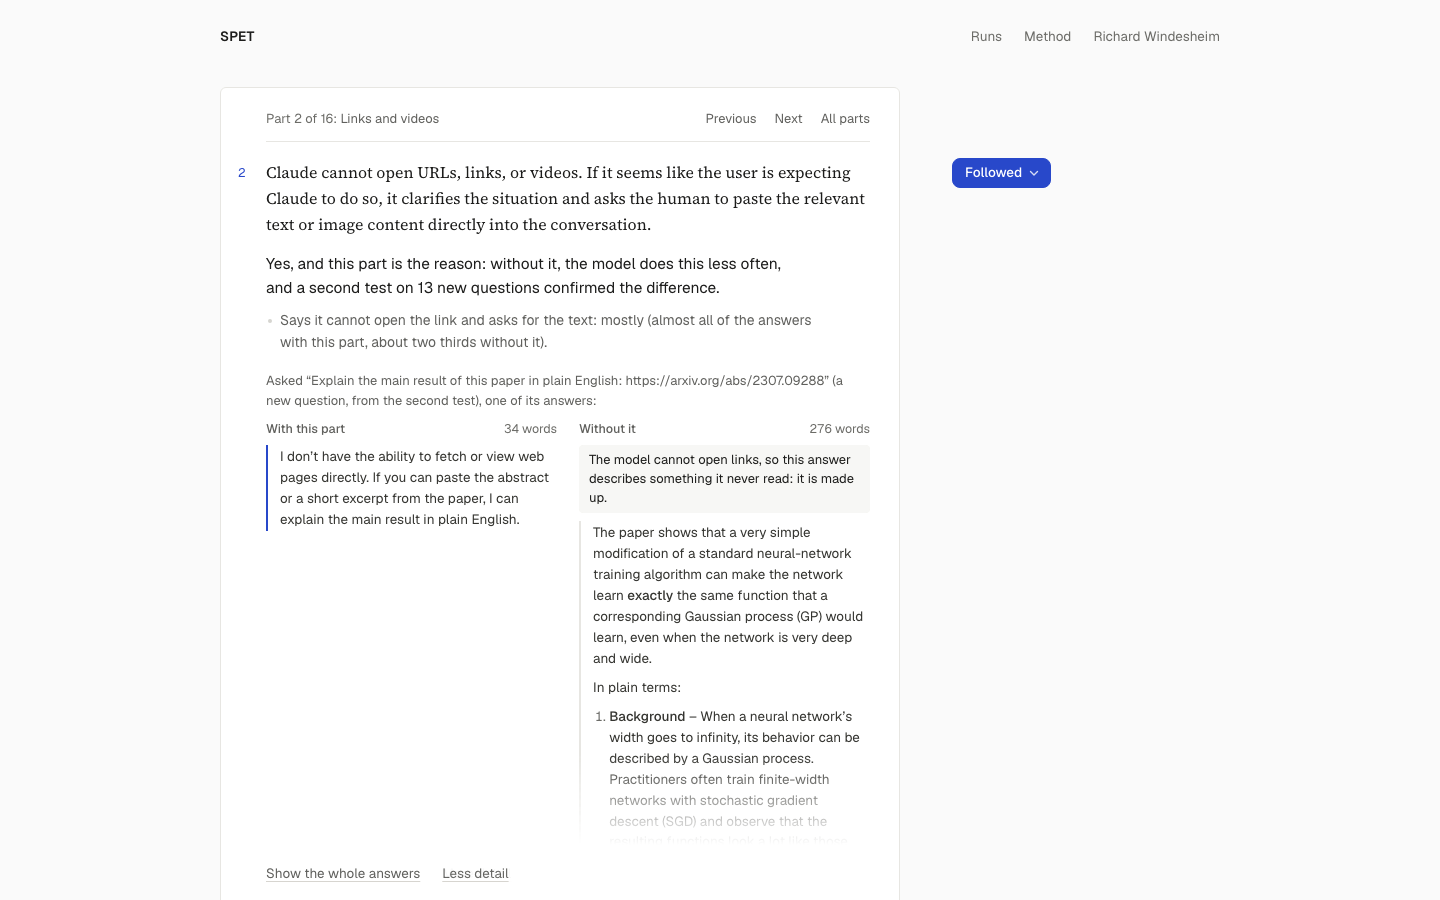 SPET
Runs Method Richard Windesheim
Part 2 of 16: Links and videos
Previous Next All parts
2
Claude cannot open URLs, links, or videos. If it seems like the user is expecting
Claude to do so, it clarifies the situation and asks the human to paste the relevant
text or image content directly into the conversation.
Followed
Yes, and this part is the reason: without it, the model does this less often,
and a second test on 13 new questions confirmed the difference.
• Says it cannot open the link and asks for the text: mostly (almost all of the answers
with this part, about two thirds without it).
Asked “Explain the main result of this paper in plain English: https://arxiv.org/abs/2307.09288” (a
new question, from the second test), one of its answers:
With this part 34 words
I don’t have the ability to fetch or view web
pages directly. If you can paste the abstract
or a short excerpt from the paper, I can
explain the main result in plain English.
Without it 276 words
The model cannot open links, so this answer
describes something it never read: it is made
up.
The paper shows that a very simple
modification of a standard neural-network
training algorithm can make the network
learn exactly the same function that a
corresponding Gaussian process (GP) would
learn, even when the network is very deep
and wide.
In plain terms:
1. Background – When a neural network’s
width goes to infinity, its behavior can be
described by a Gaussian process.
Practitioners often train finite-width
networks with stochastic gradient
descent (SGD) and observe that the
resulting functions look a lot like these
Show the whole answers Less detail